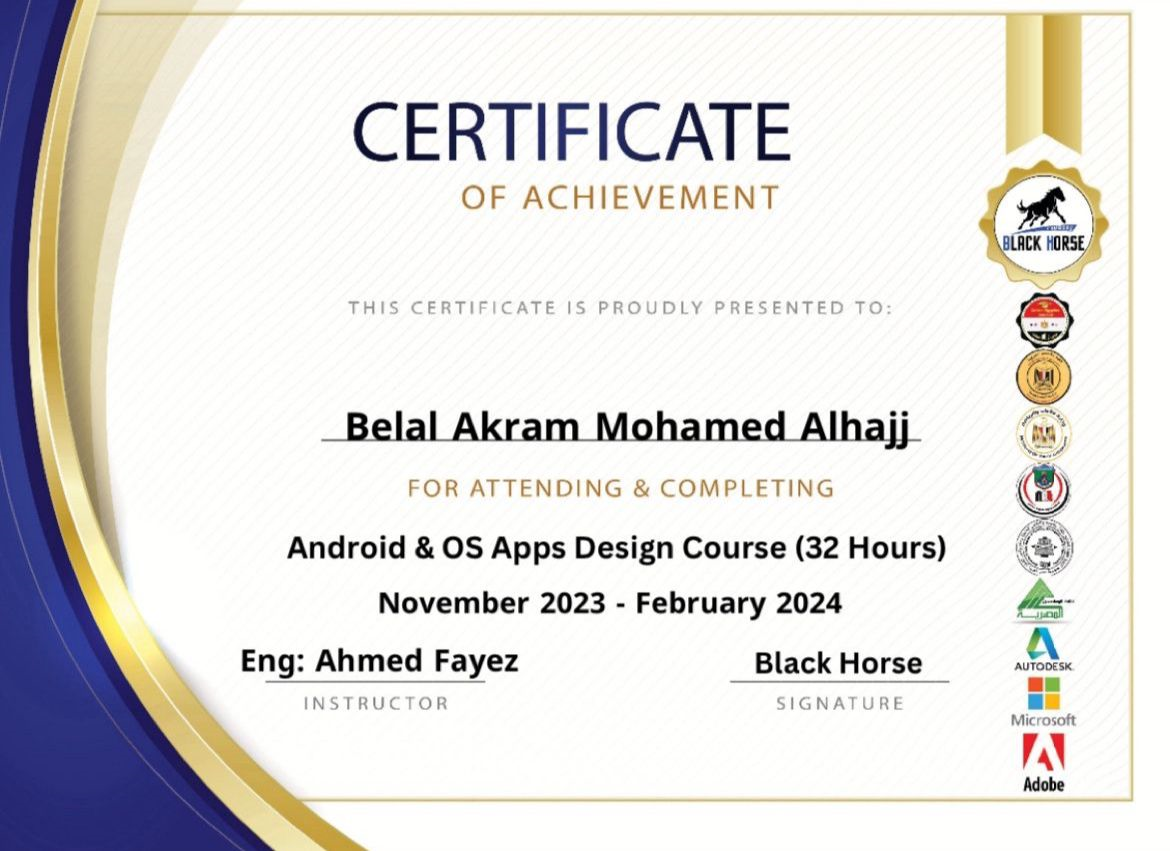 CERTIFICATE
OF ACHIEVEMENT
BLACK HORSE
THIS CERTIFICATE IS PROUDLY PRESENTED TO:
Belal Akram Mohamed Alhajj
FOR ATTENDING & COMPLETING
Android & OS Apps Design Course (32 Hours)
November 2023 - February 2024
Eng: Ahmed Fayez
INSTRUCTOR
Black Horse
SIGNATURE
المصرية
AUTODESK.
Microsoft
Adobe